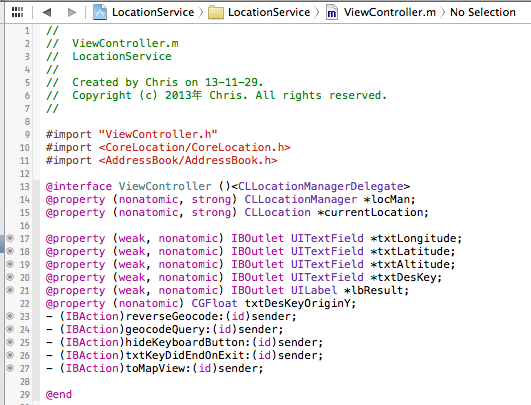 LocationService LocationService ViewController.m No Selection
1 //
2 //  ViewController.m
3 //  LocationService
4 //
5 //  Created by Chris on 13-11-29.
6 //  Copyright (c) 2013年 Chris. All rights reserved.
7 //
8
9 #import "ViewController.h"
10 #import <CoreLocation/CoreLocation.h>
11 #import <AddressBook/AddressBook.h>
12
13 @interface ViewController ()<CLLocationManagerDelegate>
14 @property (nonatomic, strong) CLLocationManager *locMan;
15 @property (nonatomic, strong) CLLocation *currentLocation;
16
17 @property (weak, nonatomic) IBOutlet UITextField *txtLongitude;
18 @property (weak, nonatomic) IBOutlet UITextField *txtLatitude;
19 @property (weak, nonatomic) IBOutlet UITextField *txtAltitude;
20 @property (weak, nonatomic) IBOutlet UITextField *txtDesKey;
21 @property (weak, nonatomic) IBOutlet UILabel *lbResult;
22 @property (nonatomic) CGFloat txtDesKeyOriginY;
23 - (IBAction)reverseGeocode:(id)sender;
24 - (IBAction)geocodeQuery:(id)sender;
25 - (IBAction)hideKeyboardButton:(id)sender;
26 - (IBAction)txtKeyDidEndOnExit:(id)sender;
27 - (IBAction)toMapView:(id)sender;
28
29 @end